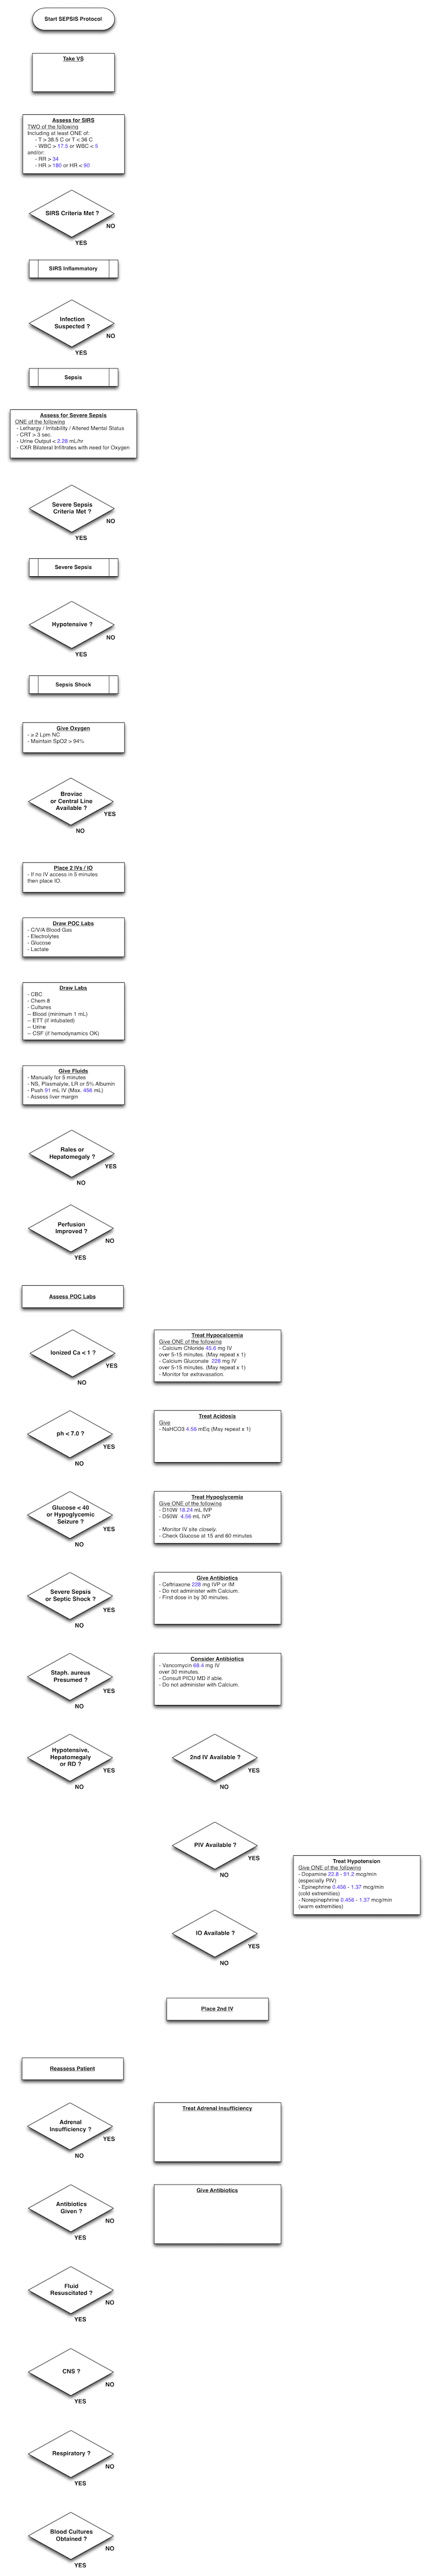 Start SEPSIS Protocol
Take VS
Assess for SIRS
TWO of the following
Including at least ONE of:
- T > 38.5 C or T < 36 C
- WBC > 17.5 or WBC < 5
and/or:
- RR > 34
- HR > 180 or HR < 90
SIRS Criteria Met ?
NO
YES
SIRS Inflammatory
Infection
Suspected ?
NO
YES
Sepsis
Assess for Severe Sepsis
ONE of the following
- Lethargy / Irritability / Altered Mental Status
- CRT > 3 sec.
- Urine Output < 2.28 mL/hr
- CXR Bilateral Infiltrates with need for Oxygen
Severe Sepsis
Criteria Met ?
NO
YES
Severe Sepsis
Hypotensive ?
NO
YES
Sepsis Shock
Give Oxygen
- ≥ 2 Lpm NC
- Maintain SpO2 > 94%
Broviac
or Central Line
Available ?
YES
NO
Place 2 IVs / IO
- If no IV access in 5 minutes
then place IO.
Draw POC Labs
- C/V/A Blood Gas
- Electrolytes
- Glucose
- Lactate
Draw Labs
- CBC
- Chem 8
- Cultures
-- Blood (minimum 1 mL)
-- ETT (if intubated)
-- Urine
-- CSF (if hemodynamics OK)
Give Fluids
- Manually for 5 minutes
- NS, Plasmalyte, LR or 5% Albumin
- Push 91 mL IV (Max. 456 mL)
- Assess liver margin
Rales or
Hepatomegaly ?
YES
NO
Perfusion
Improved ?
NO
YES
Assess POC Labs
Ionized Ca < 1 ?
YES
NO
Treat Hypocalcemia
Give ONE of the following
- Calcium Chloride 45.6 mg IV
over 5-15 minutes. (May repeat x 1)
- Calcium Gluconate 228 mg IV
over 5-15 minutes. (May repeat x 1)
- Monitor for extravasation.
ph < 7.0 ?
YES
NO
Treat Acidosis
Give
- NaHCO3 4.56 mEq (May repeat x 1)
Glucose < 40
or Hypoglycemic
Seizure ?
YES
NO
Treat Hypoglycemia
Give ONE of the following
- D10W 18.24 mL IVP
- D50W 4.56 mL IVP
- Monitor IV site closely.
- Check Glucose at 15 and 60 minutes
Severe Sepsis
or Septic Shock ?
YES
NO
Give Antibiotics
- Ceftriaxone 228 mg IVP or IM
- Do not administer with Calcium.
- First dose in by 30 minutes.
Staph. aureus
Presumed ?
YES
NO
Consider Antibiotics
- Vancomycin 68.4 mg IV
over 30 minutes.
- Consult PICU MD if able.
- Do not administer with Calcium.
Hypotensive,
Hepatomegaly
or RD ?
YES
NO
2nd IV Available ?
YES
NO
PIV Available ?
YES
NO
Treat Hypotension
Give ONE of the following
- Dopamine 22.8 - 91.2 mcg/min
(especially PIV)
- Epinephrine 0.456 - 1.37 mcg/min
(cold extremities)
- Norepinephrine 0.456 - 1.37 mcg/min
(warm extremities)
IO Available ?
YES
NO
Place 2nd IV
Reassess Patient
Adrenal
Insufficiency ?
YES
NO
Treat Adrenal Insufficiency
Antibiotics
Given ?
NO
YES
Give Antibiotics
Fluid
Resuscitated ?
NO
YES
CNS ?
NO
YES
Respiratory ?
NO
YES
Blood Cultures
Obtained ?
NO
YES